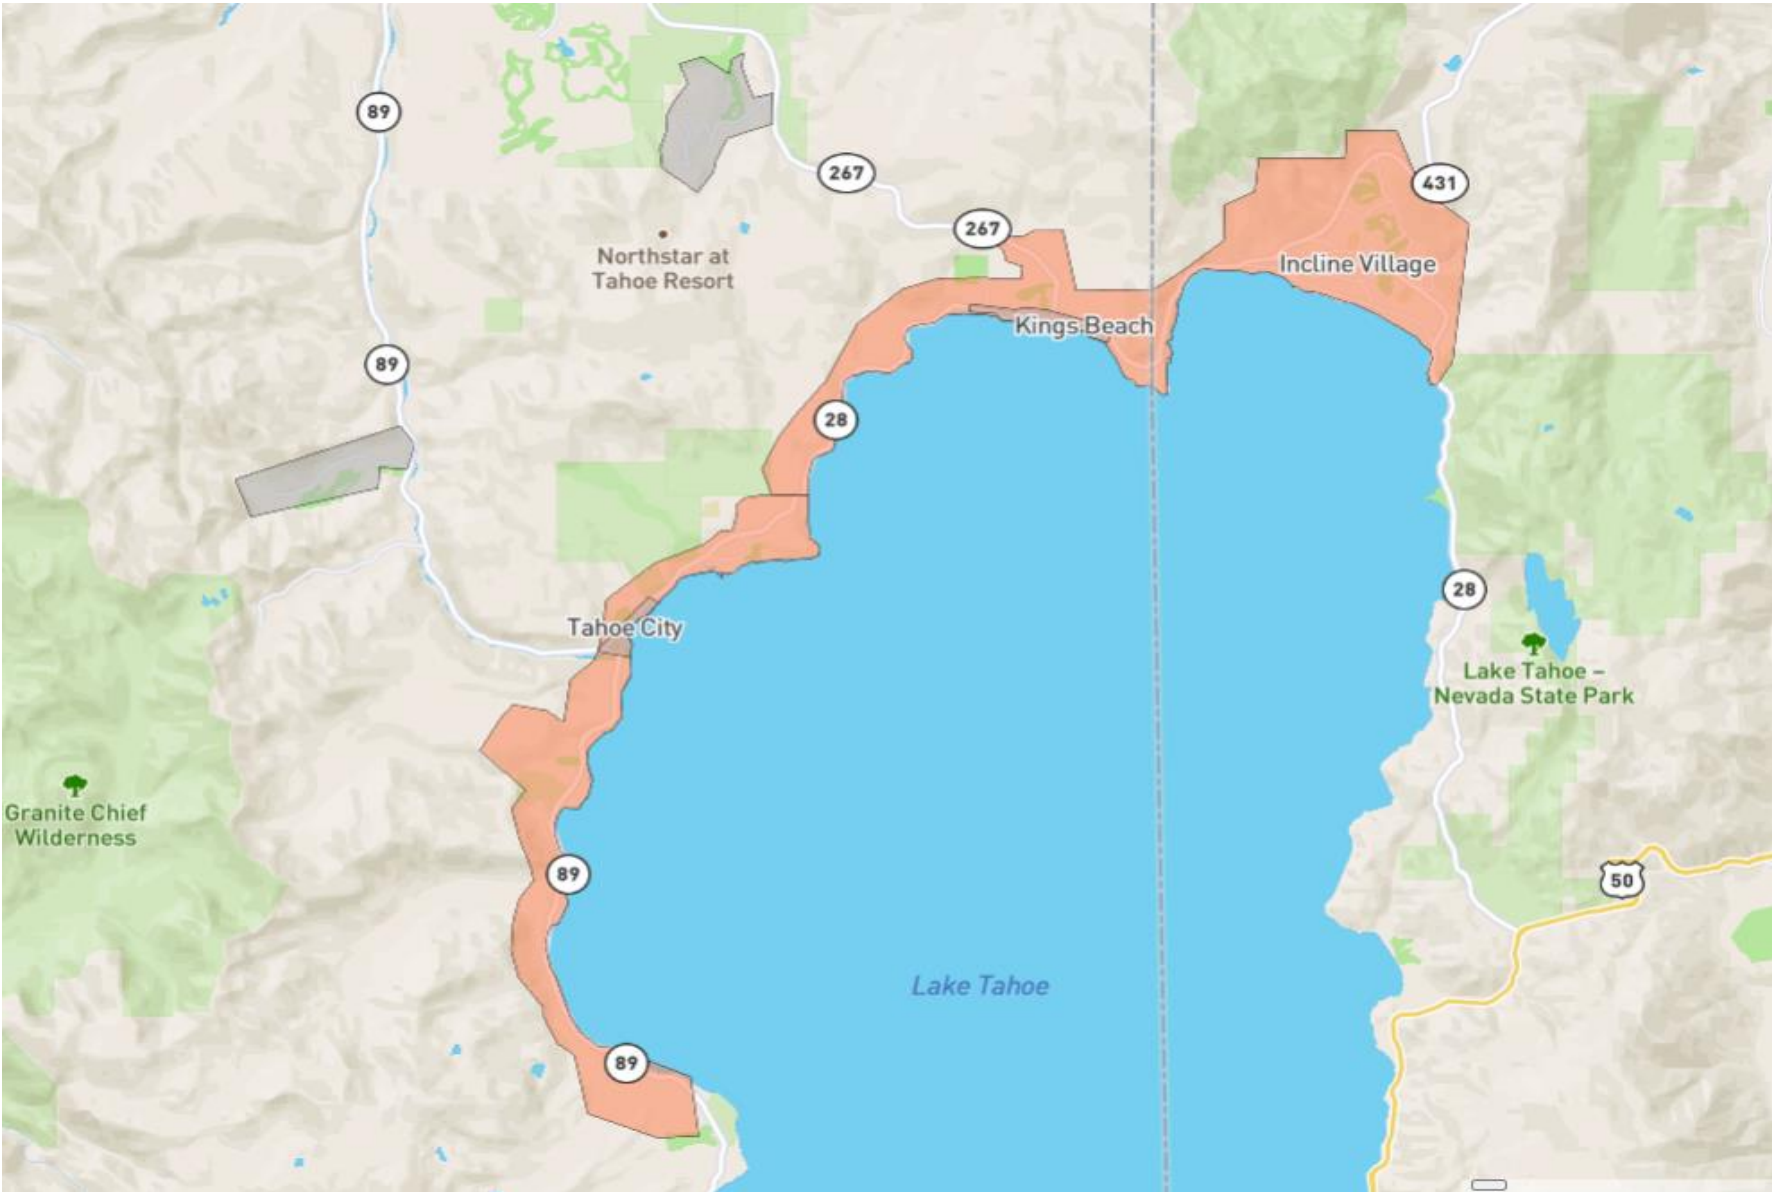 89
267
431
267
Northstar at
Tahoe Resort
Incline Village
Kings Beach
89
28
28
Tahoe City
Lake Tahoe –
Nevada State Park
Granite Chief
Wilderness
89
50
Lake Tahoe
89